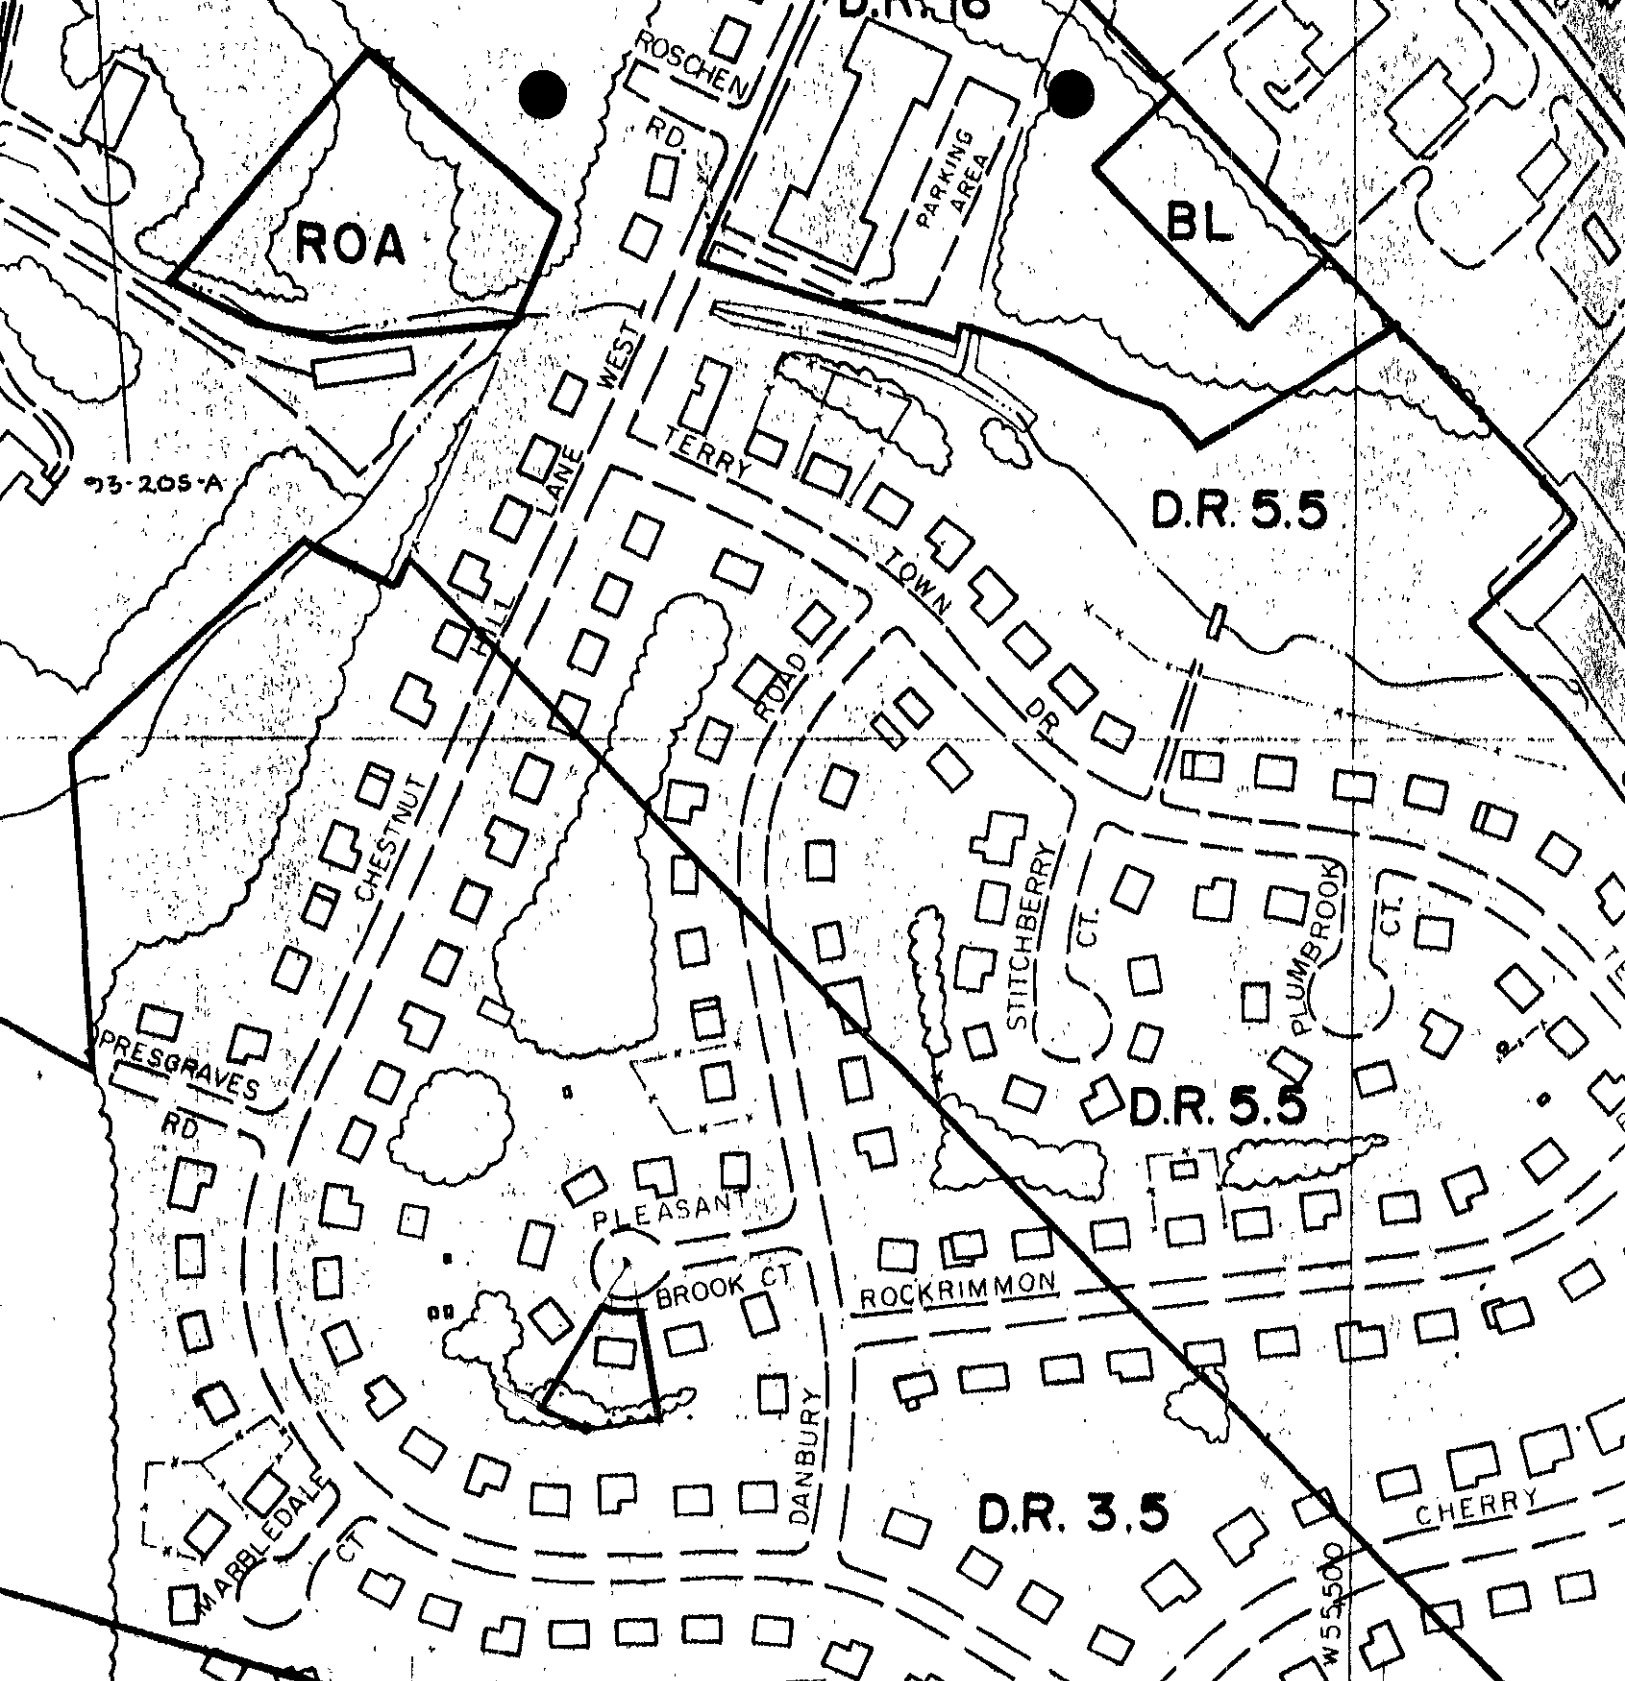 D.R. 16
ROSCHEN
RD.
PARKING
AREA
ROA
BL
WEST
TERRY
93-205-A
LANE
D.R. 5.5
TOWN
HILL
ROAD
DR.
CHESTNUT
STITCHBERRY
CT.
PLUMBROOK
CT.
PRESGRAVES
RD
D.R. 5.5
PLEASANT
BROOK CT
ROCKRIMMON
DANBURY
MARBLEDALE
CT
D.R. 3.5
CHERRY
W 55,500